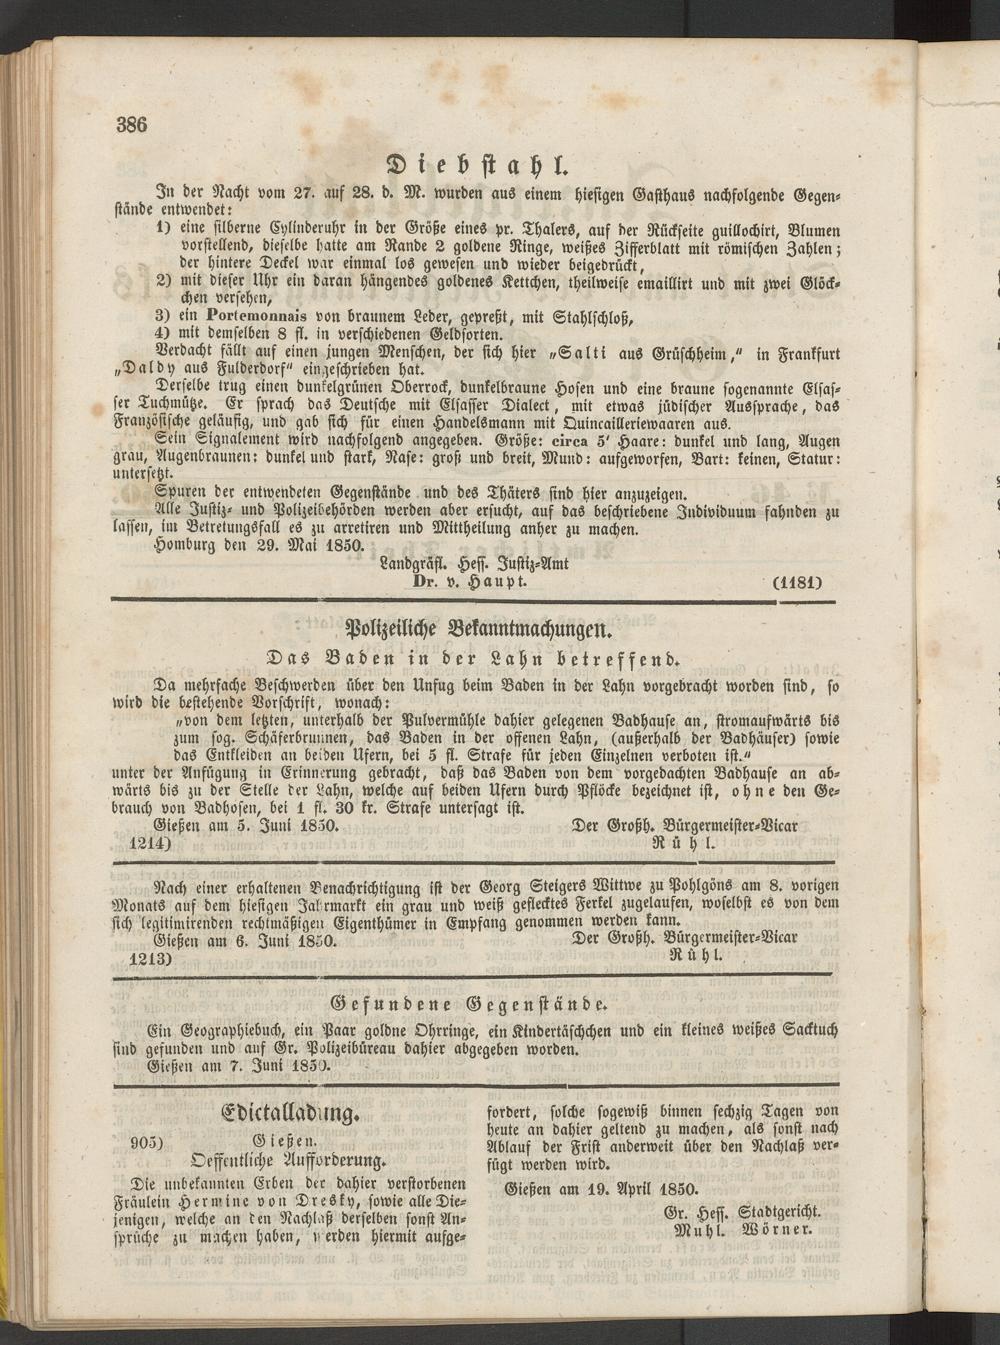 386
Diebstahl.
In der Nacht vom 27. auf 28. d. M. wurden aus einem hiesigen Gasthaus nachfolgende Gegen-
stände entwendet:
1) eine silberne Cylinderuhr in der Größe eines pr. Thalers, auf der Rückseite guillochirt, Blumen
vorstellend, dieselbe hatte am Rande 2 goldene Ringe, weißes Zifferblatt mit römischen Zahlen;
der hintere Deckel war einmal los gewesen und wieder beigedrückt,
2) mit dieser Uhr ein daran hängendes goldenes Kettchen, theilweise emaillirt und mit zwei Glöck-
chen versehen,
3) ein Portemonnais von braunem Leder, gepreßt, mit Stahlschloß,
4) mit demselben 8 fl. in verschiedenen Geldsorten.
Verdacht fällt auf einen jungen Menschen, der sich hier „Salti aus Grüschheim,“ in Frankfurt
„Daldy aus Fulderdorf“ eingeschrieben hat.
Derselbe trug einen dunkelgrünen Oberrock, dunkelbraune Hosen und eine braune sogenannte Elsas-
ser Tuchmütze. Er sprach das Deutsche mit Elsasser Dialect, mit etwas jüdischer Aussprache, das
Französische geläufig, und gab sich für einen Handelsmann mit Quincailleriewaaren aus.
Sein Signalement wird nachfolgend angegeben. Größe: circa 5' Haare: dunkel und lang, Augen
grau, Augenbraunen: dunkel und stark, Nase: groß und breit, Mund: aufgeworfen, Bart: keinen, Statur:
untersetzt.
Spuren der entwendeten Gegenstände und des Thäters sind hier anzuzeigen.
Alle Justiz- und Polizeibehörden werden aber ersucht, auf das beschriebene Individuum fahnden zu
lassen, im Betretungsfall es zu arretiren und Mittheilung anher zu machen.
Homburg den 29. Mai 1850.
Landgräfl. Hess. Justiz-Amt
Dr. v. Haupt. (1181)
Polizeiliche Bekanntmachungen.
Das Baden in der Lahn betreffend.
Da mehrfache Beschwerden über den Unfug beim Baden in der Lahn vorgebracht worden sind, so
wird die bestehende Vorschrift, wonach:
„von dem letzten, unterhalb der Pulvermühle dahier gelegenen Badhause an, stromaufwärts bis
zum sog. Schäferbrunnen, das Baden in der offenen Lahn, (außerhalb der Badhäuser) sowie
das Entkleiden an beiden Ufern, bei 5 fl. Strafe für jeden Einzelnen verboten ist.“
unter der Anfügung in Erinnerung gebracht, daß das Baden von dem vorgedachten Badhause an ab-
wärts bis zu der Stelle der Lahn, welche auf beiden Ufern durch Pflöcke bezeichnet ist, ohne den Ge-
brauch von Badhosen, bei 1 fl. 30 kr. Strafe untersagt ist.
Gießen am 5. Juni 1850. Der Großh. Bürgermeister-Vicar
1214) Rühl.
Nach einer erhaltenen Benachrichtigung ist der Georg Steigers Wittwe zu Pohlgöns am 8. vorigen
Monats auf dem hiesigen Jahrmarkt ein grau und weiß geflecktes Ferkel zugelaufen, woselbst es von dem
sich legitimirenden rechtmäßigen Eigenthümer in Empfang genommen werden kann.
Gießen am 6. Juni 1850. Der Großh. Bürgermeister-Vicar
1213) Rühl.
Gefundene Gegenstände.
Ein Geographiebuch, ein Paar goldne Ohrringe, ein Kindertäschchen und ein kleines weißes Sacktuch
sind gefunden und auf Gr. Polizeibüreau dahier abgegeben worden.
Gießen am 7. Juni 1850.
Edictalladung.
905) Gießen.
Oeffentliche Aufforderung.
Die unbekannten Erben der dahier verstorbenen
Fräulein Hermine von Dresky, sowie alle Die-
jenigen, welche an den Nachlaß derselben sonst An-
sprüche zu machen haben, werden hiermit aufge-
fordert, solche sogewiß binnen sechzig Tagen von
heute an dahier geltend zu machen, als sonst nach
Ablauf der Frist anderweit über den Nachlaß ver-
fügt werden wird.
Gießen am 19. April 1850.
Gr. Hess. Stadtgericht.
Muhl. Wörner.